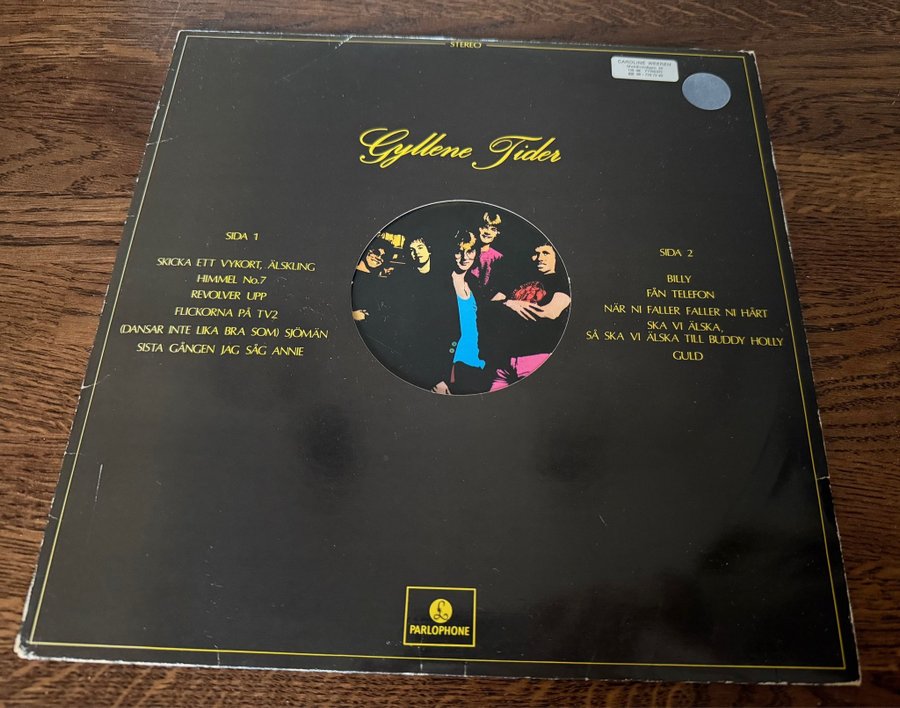 STEREO
CAROLINE WEEREN
Gyllene Tider
SIDA 1
SKICKA ETT VYKORT, ÄLSKLING
HIMMEL No.7
REVOLVER UPP
FLICKORNA PÅ TV2
(DANSAR INTE LIKA BRA SOM) SJÖMÄN
SISTA GÅNGEN JAG SÅG ANNIE
SIDA 2
BILLY
FÅN TELEFON
NÄR NI FALLER FALLER NI HÅRT
SKA VI ÄLSKA,
SÅ SKA VI ÄLSKA TILL BUDDY HOLLY
GULD
PARLOPHONE